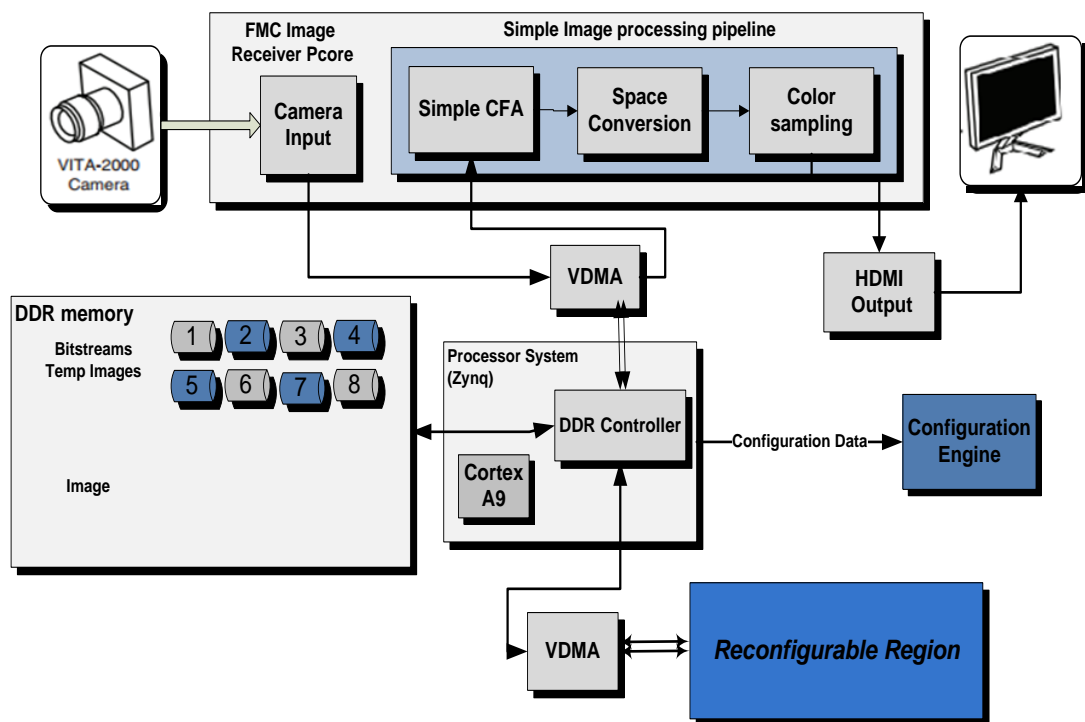 FMC Image
Receiver Pcore
Simple Image processing pipeline
VITA-2000
Camera
Camera
Input
Simple CFA
Space
Conversion
Color
sampling
VDMA
HDMI
Output
DDR memory
Bitstreams
Temp Images
1 2 3 4
5 6 7 8
Image
Processor System
(Zynq)
DDR Controller
Cortex
A9
Configuration Data
Configuration
Engine
VDMA
Reconfigurable Region